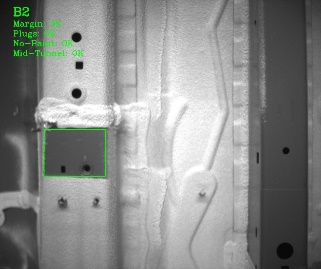 B2
Margin: OK
Plugs: OK
No-Paint: OK
Mid-Tunnel: OK